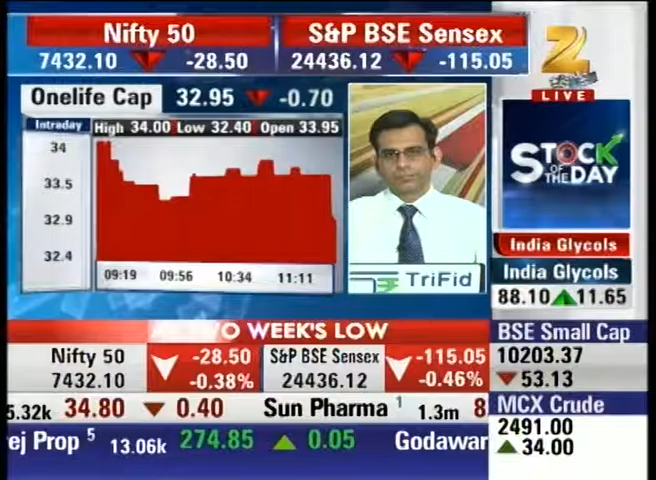 Nifty 50
7432.10 -28.50
S&P BSE Sensex
24436.12 -115.05
LIVE
Onelife Cap 32.95 -0.70
Intraday High 34.00 Low 32.40 Open 33.95
34
33.5
32.9
32.4
09:19 09:56 10:34 11:11
TriFid
STOCK
OF
THE DAY
India Glycols
India Glycols
88.10 11.65
WO WEEK'S LOW
Nifty 50
7432.10
-28.50
-0.38%
S&P BSE Sensex
24436.12
-115.05
-0.46%
BSE Small Cap
10203.37
53.13
MCX Crude
2491.00
34.00
5.32k 34.80 0.40 Sun Pharma 1 1.3m 8
ej Prop 5 13.06k 274.85 0.05 Godawar